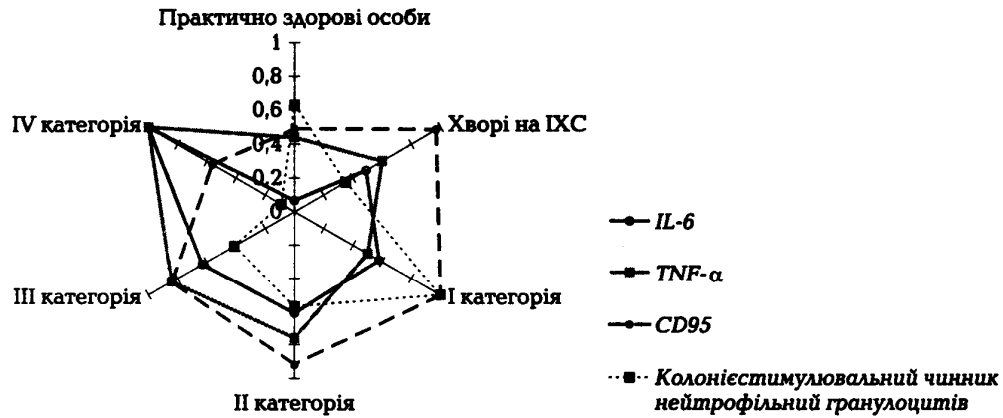 Практично здорові особи
1
0,8
0,6
0,4
0,2
0
IV категорія
Хворі на ІХС
III категорія
I категорія
II категорія
IL-6
TNF-α
CD95
Колонієстимулювальний чинник
нейтрофільний гранулоцитів